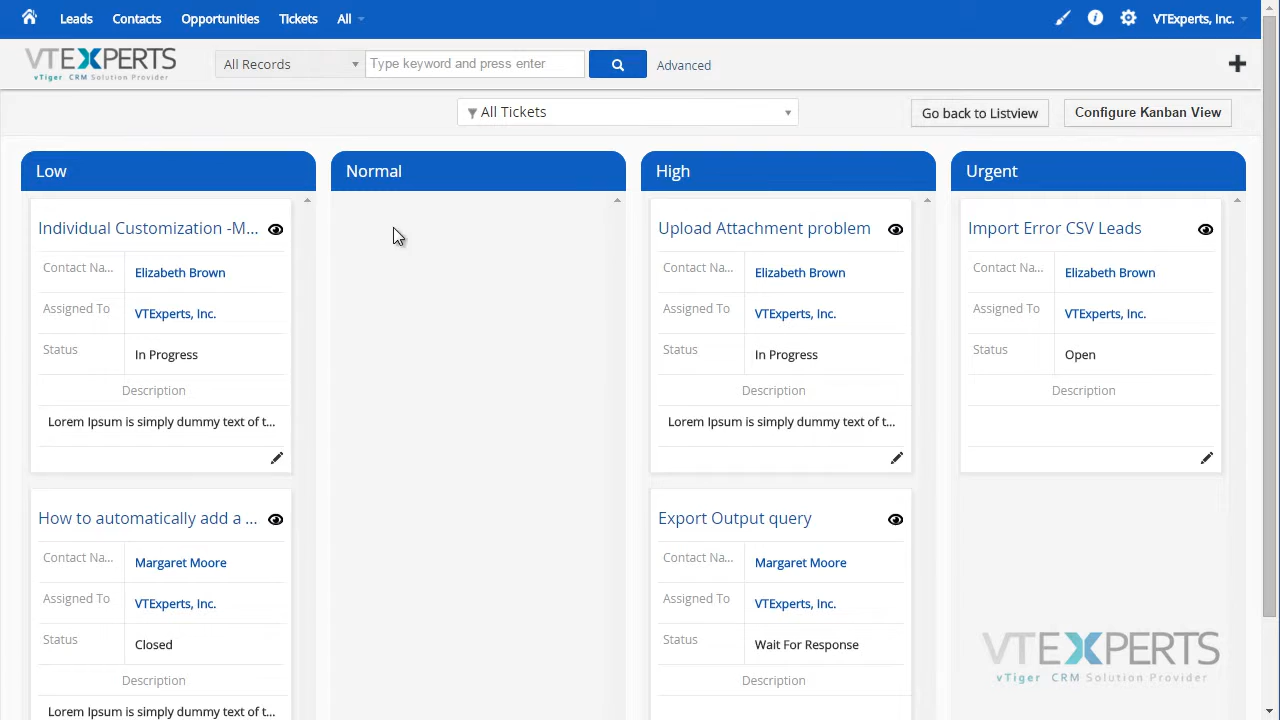 Leads Contacts Opportunities Tickets All VTExperts, Inc.
VTEXPERTS
vTiger CRM Solution Provider
All Records Type keyword and press enter Advanced
All Tickets Go back to Listview Configure Kanban View
Low Normal High Urgent
Individual Customization -M...
Contact Na... Elizabeth Brown
Assigned To VTExperts, Inc.
Status In Progress
Description
Lorem Ipsum is simply dummy text of t...
How to automatically add a ...
Contact Na... Margaret Moore
Assigned To VTExperts, Inc.
Status Closed
Description
Lorem Ipsum is simply dummy text of t...
Upload Attachment problem
Contact Na... Elizabeth Brown
Assigned To VTExperts, Inc.
Status In Progress
Description
Lorem Ipsum is simply dummy text of t...
Export Output query
Contact Na... Margaret Moore
Assigned To VTExperts, Inc.
Status Wait For Response
Description
Import Error CSV Leads
Contact Na... Elizabeth Brown
Assigned To VTExperts, Inc.
Status Open
Description
VTEXPERTS
vTiger CRM Solution Provider